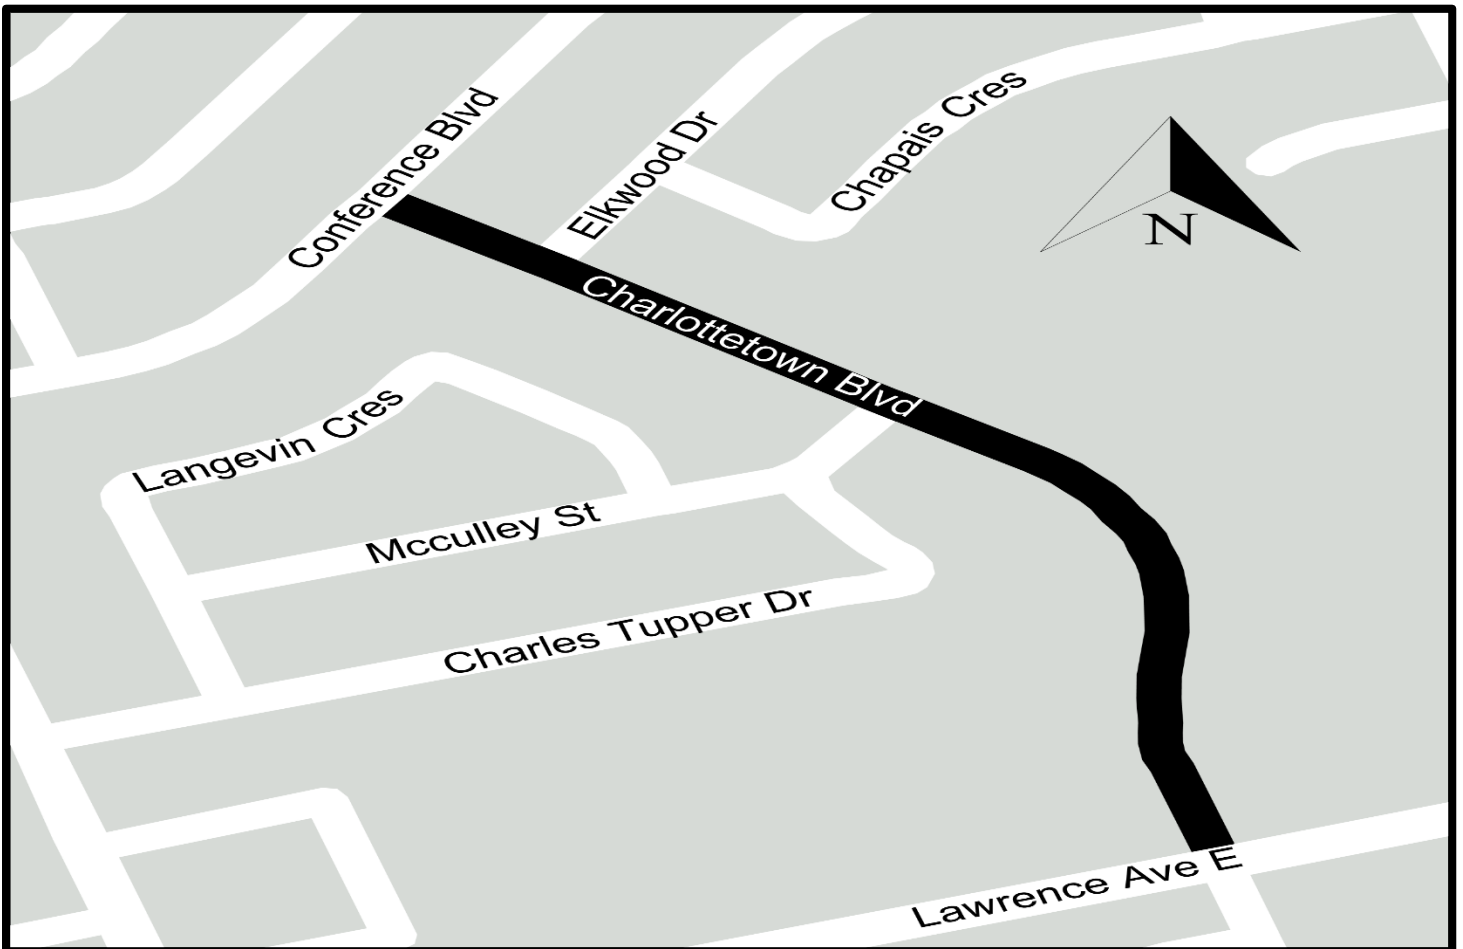 Conference Blvd
Elkwood Dr
Chapais Cres
N
Charlottetown Blvd
Langevin Cres
Mcculley St
Charles Tupper Dr
Lawrence Ave E